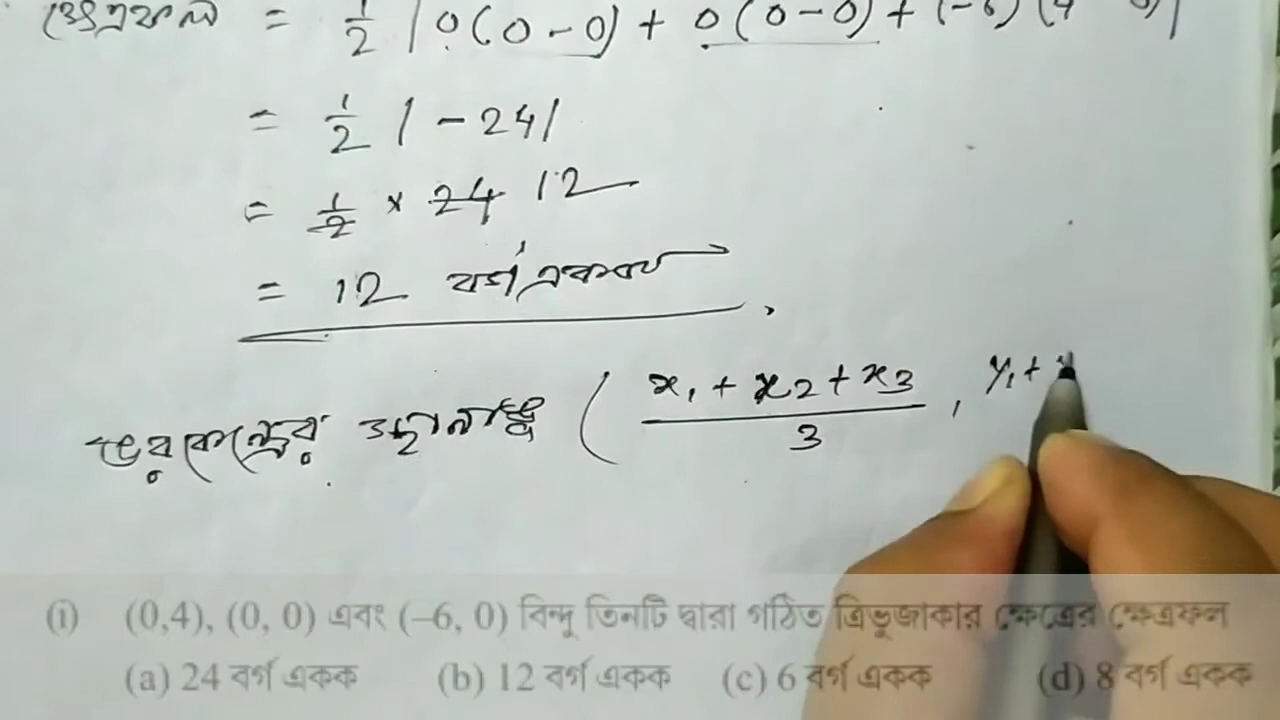 ক্ষেত্রফল = 1/2 |0(0-0) + 0(0-0) + (-6)(4-0)|
= 1/2 |-24|
= 1/2 × 24 12
= 12 বর্গএকক
ভরকেন্দ্রের স্থানাঙ্ক ( (x₁ + x₂ + x₃)/3 , y₁ +
(i) (0,4), (0, 0) এবং (–6, 0) বিন্দু তিনটি দ্বারা গঠিত ত্রিভুজাকার ক্ষেত্রের ক্ষেত্রফল
(a) 24 বর্গ একক (b) 12 বর্গ একক (c) 6 বর্গ একক (d) 8 বর্গ একক